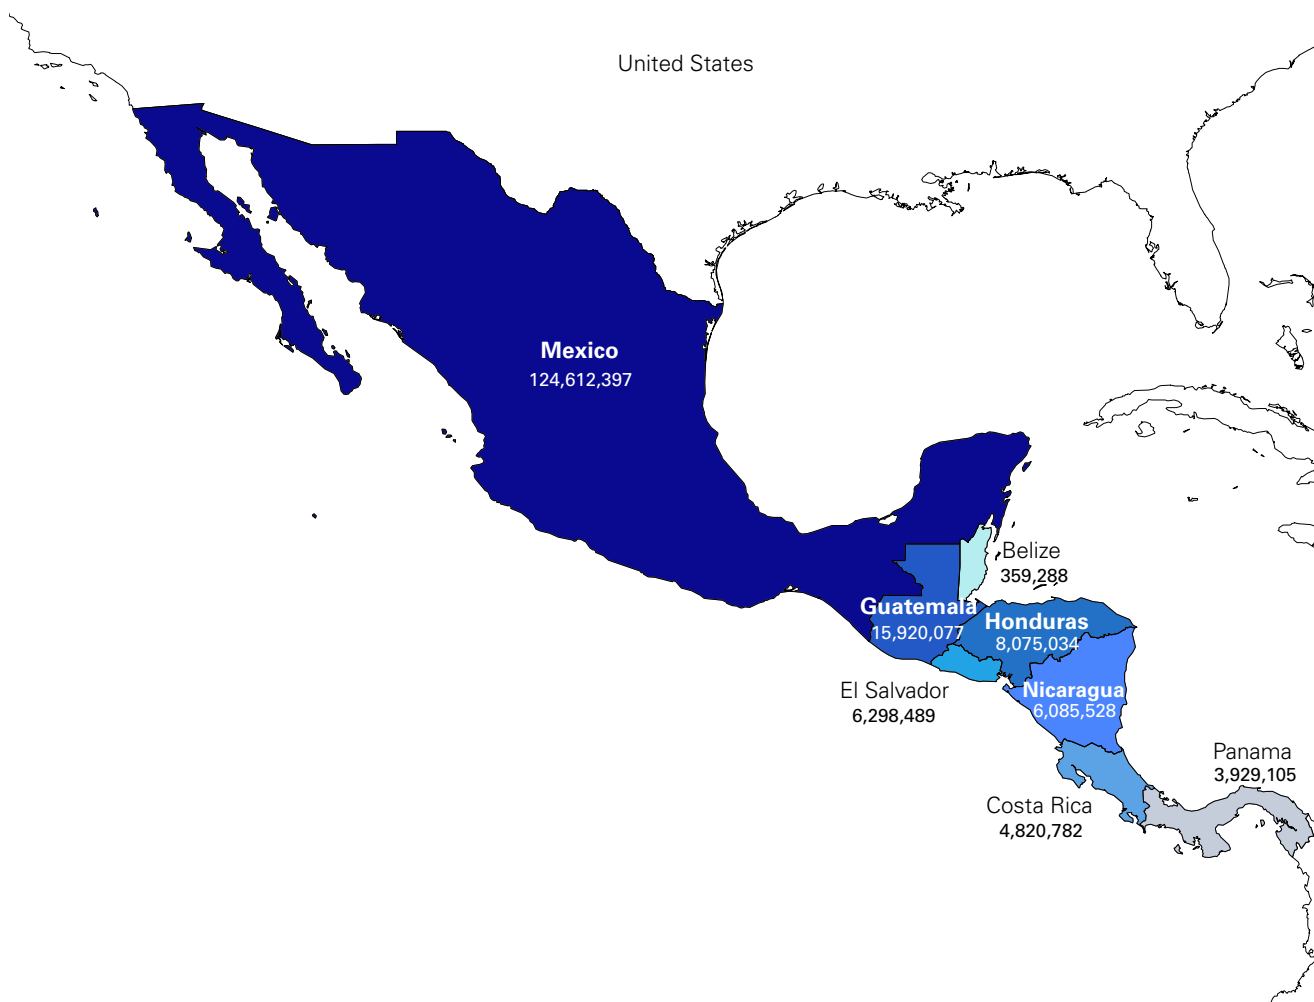 United States
Mexico
124,612,397
Belize
359,288
Guatemala
15,920,077
Honduras
8,075,034
El Salvador
6,298,489
Nicaragua
6,085,528
Panama
3,929,105
Costa Rica
4,820,782